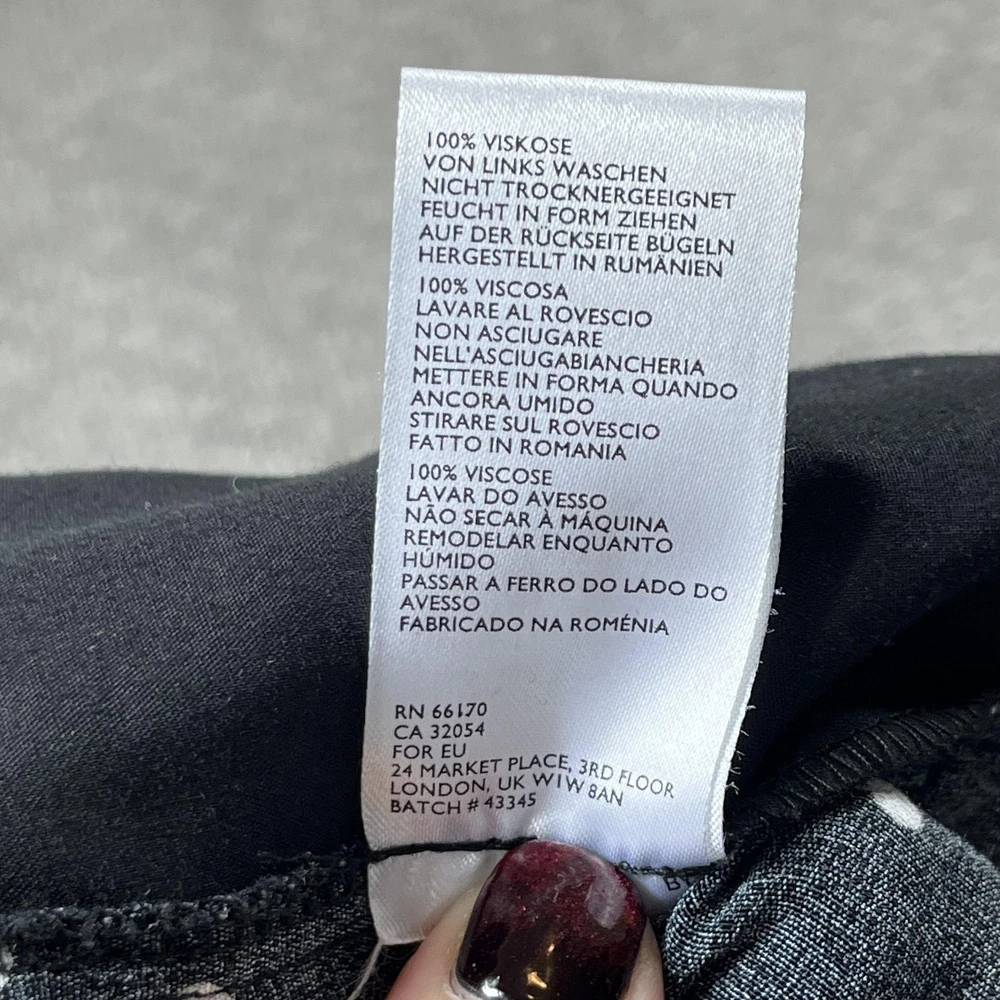 100% VISKOSE
VON LINKS WASCHEN
NICHT TROCKNERGEEIGNET
FEUCHT IN FORM ZIEHEN
AUF DER RÜCKSEITE BÜGELN
HERGESTELLT IN RUMÄNIEN
100% VISCOSA
LAVARE AL ROVESCIO
NON ASCIUGARE
NELL'ASCIUGABIANCHERIA
METTERE IN FORMA QUANDO
ANCORA UMIDO
STIRARE SUL ROVESCIO
FATTO IN ROMANIA
100% VISCOSE
LAVAR DO AVESSO
NÃO SECAR À MÁQUINA
REMODELAR ENQUANTO
HÚMIDO
PASSAR A FERRO DO LADO DO
AVESSO
FABRICADO NA ROMÉNIA
RN 66170
CA 32054
FOR EU
24 MARKET PLACE, 3RD FLOOR
LONDON, UK W1W 8AN
BATCH # 43345